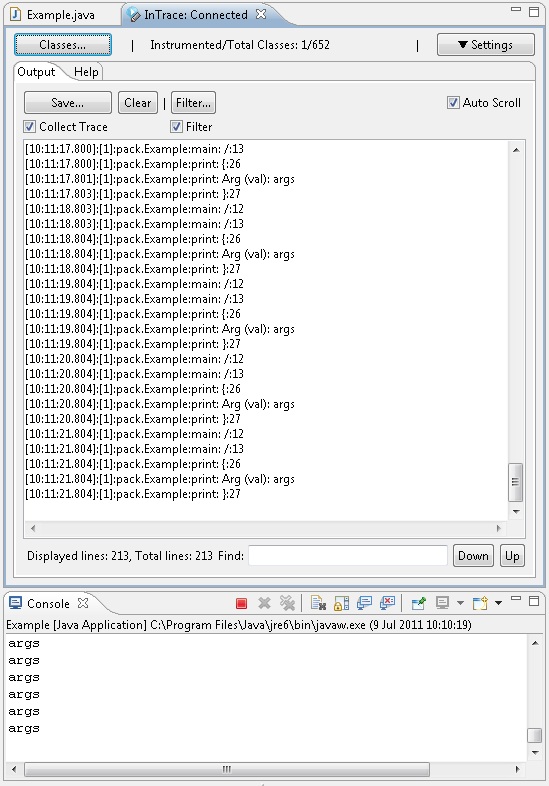 Example.java InTrace: Connected
Classes... | Instrumented/Total Classes: 1/652 | Settings
Output Help
Save... Clear | Filter... Auto Scroll
Collect Trace Filter
[10:11:17.800]:[1]:pack.Example:main: /:13
[10:11:17.800]:[1]:pack.Example:print: {:26
[10:11:17.801]:[1]:pack.Example:print: Arg (val): args
[10:11:17.803]:[1]:pack.Example:print: }:27
[10:11:18.803]:[1]:pack.Example:main: /:12
[10:11:18.803]:[1]:pack.Example:main: /:13
[10:11:18.804]:[1]:pack.Example:print: {:26
[10:11:18.804]:[1]:pack.Example:print: Arg (val): args
[10:11:18.804]:[1]:pack.Example:print: }:27
[10:11:19.804]:[1]:pack.Example:main: /:12
[10:11:19.804]:[1]:pack.Example:main: /:13
[10:11:19.804]:[1]:pack.Example:print: {:26
[10:11:19.804]:[1]:pack.Example:print: Arg (val): args
[10:11:19.804]:[1]:pack.Example:print: }:27
[10:11:20.804]:[1]:pack.Example:main: /:12
[10:11:20.804]:[1]:pack.Example:main: /:13
[10:11:20.804]:[1]:pack.Example:print: {:26
[10:11:20.804]:[1]:pack.Example:print: Arg (val): args
[10:11:20.804]:[1]:pack.Example:print: }:27
[10:11:21.804]:[1]:pack.Example:main: /:12
[10:11:21.804]:[1]:pack.Example:main: /:13
[10:11:21.804]:[1]:pack.Example:print: {:26
[10:11:21.804]:[1]:pack.Example:print: Arg (val): args
[10:11:21.804]:[1]:pack.Example:print: }:27
Displayed lines: 213, Total lines: 213 Find: Down Up
Console
Example [Java Application] C:\Program Files\Java\jre6\bin\javaw.exe (9 Jul 2011 10:10:19)
args
args
args
args
args
args